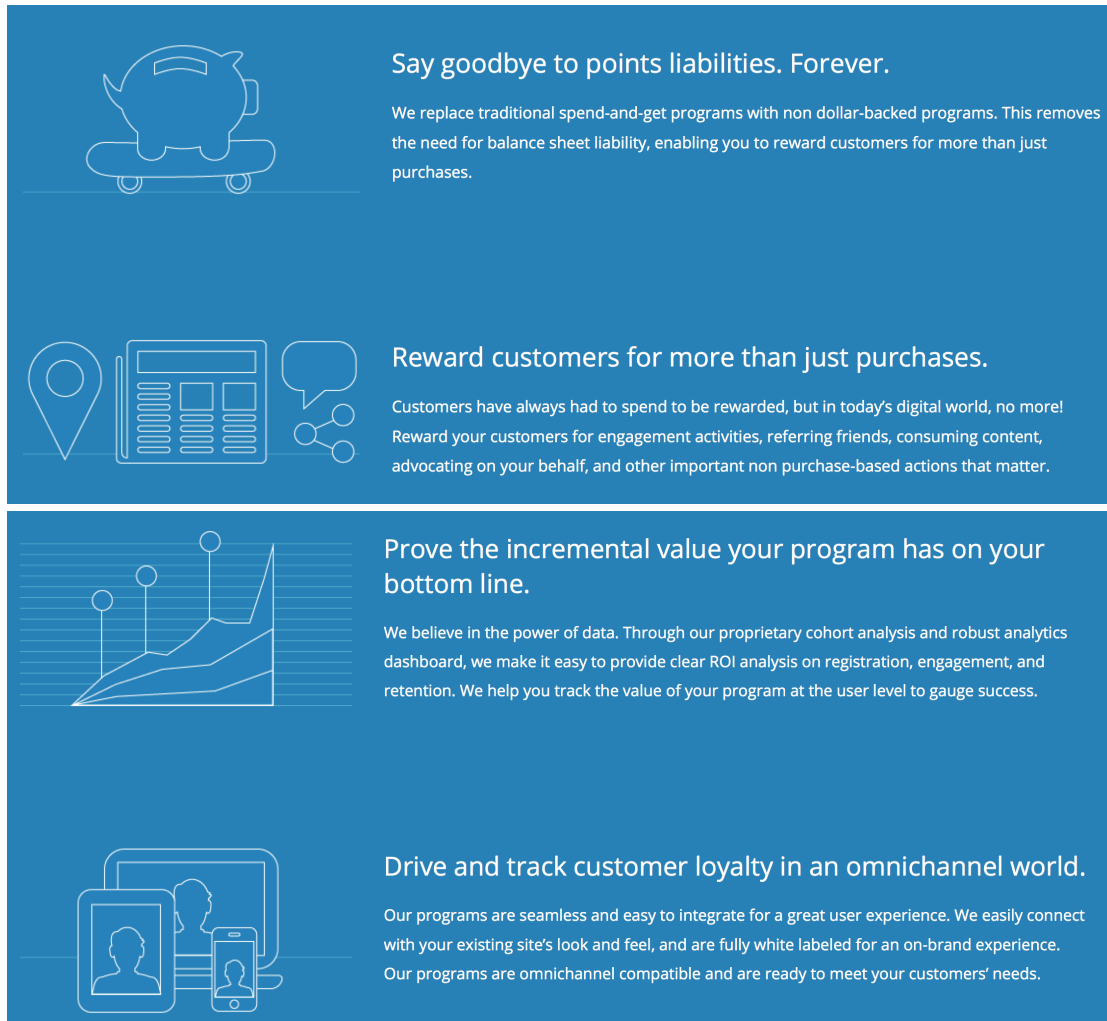 Say goodbye to points liabilities. Forever.
We replace traditional spend-and-get programs with non dollar-backed programs. This removes
the need for balance sheet liability, enabling you to reward customers for more than just
purchases.
Reward customers for more than just purchases.
Customers have always had to spend to be rewarded, but in today’s digital world, no more!
Reward your customers for engagement activities, referring friends, consuming content,
advocating on your behalf, and other important non purchase-based actions that matter.
Prove the incremental value your program has on your
bottom line.
We believe in the power of data. Through our proprietary cohort analysis and robust analytics
dashboard, we make it easy to provide clear ROI analysis on registration, engagement, and
retention. We help you track the value of your program at the user level to gauge success.
Drive and track customer loyalty in an omnichannel world.
Our programs are seamless and easy to integrate for a great user experience. We easily connect
with your existing site’s look and feel, and are fully white labeled for an on-brand experience.
Our programs are omnichannel compatible and are ready to meet your customers’ needs.